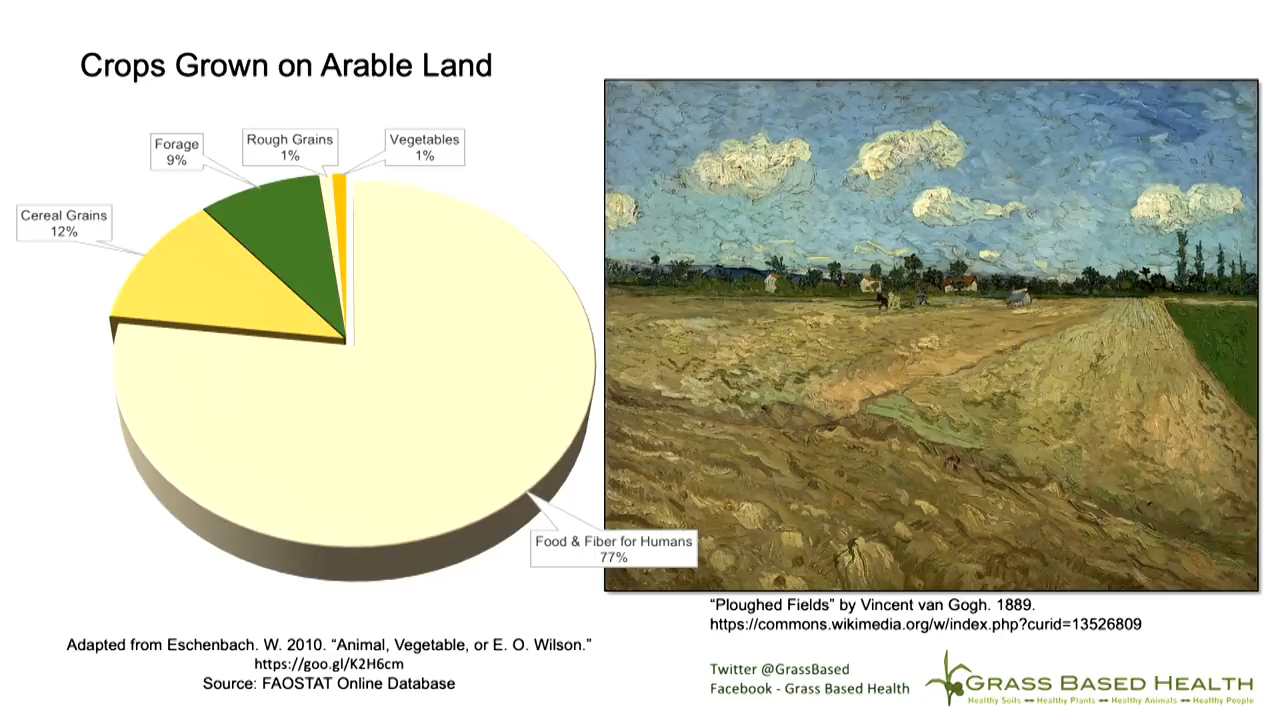 Crops Grown on Arable Land
Rough Grains
1%
Vegetables
1%
Forage
9%
Cereal Grains
12%
Food & Fiber for Humans
77%
“Ploughed Fields” by Vincent van Gogh. 1889.
https://commons.wikimedia.org/w/index.php?curid=13526809
Adapted from Eschenbach. W. 2010. “Animal, Vegetable, or E. O. Wilson.”
https://goo.gl/K2H6cm
Source: FAOSTAT Online Database
Twitter @GrassBased
Facebook - Grass Based Health
GRASS BASED HEALTH
Healthy Soils ↔ Healthy Plants ↔ Healthy Animals ↔ Healthy People